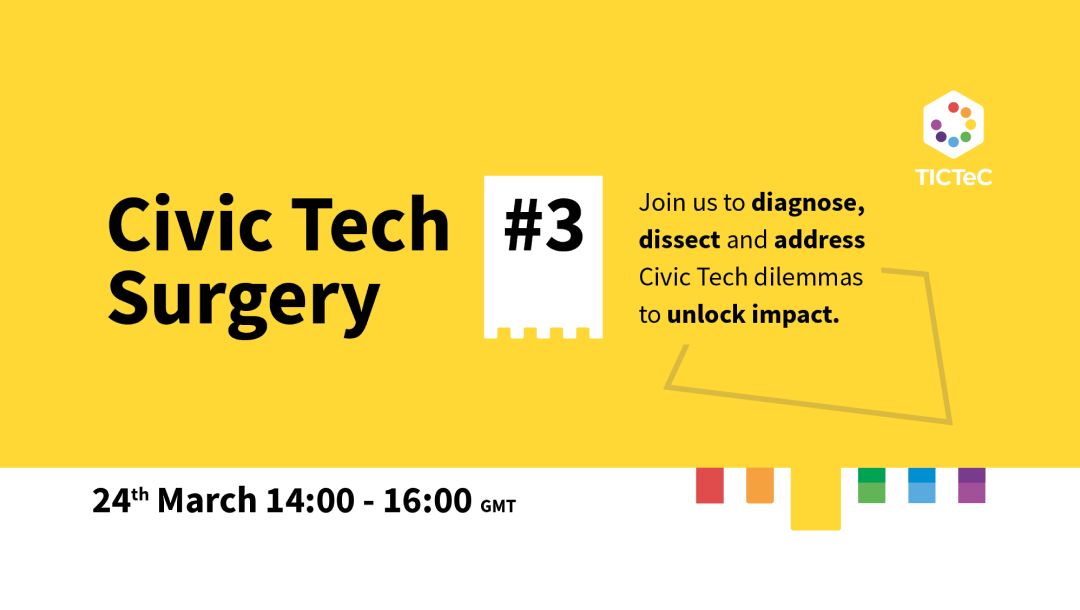 TICTeC
Civic Tech
Surgery
#3
Join us to diagnose,
dissect and address
Civic Tech dilemmas
to unlock impact.
24th March 14:00 - 16:00 GMT